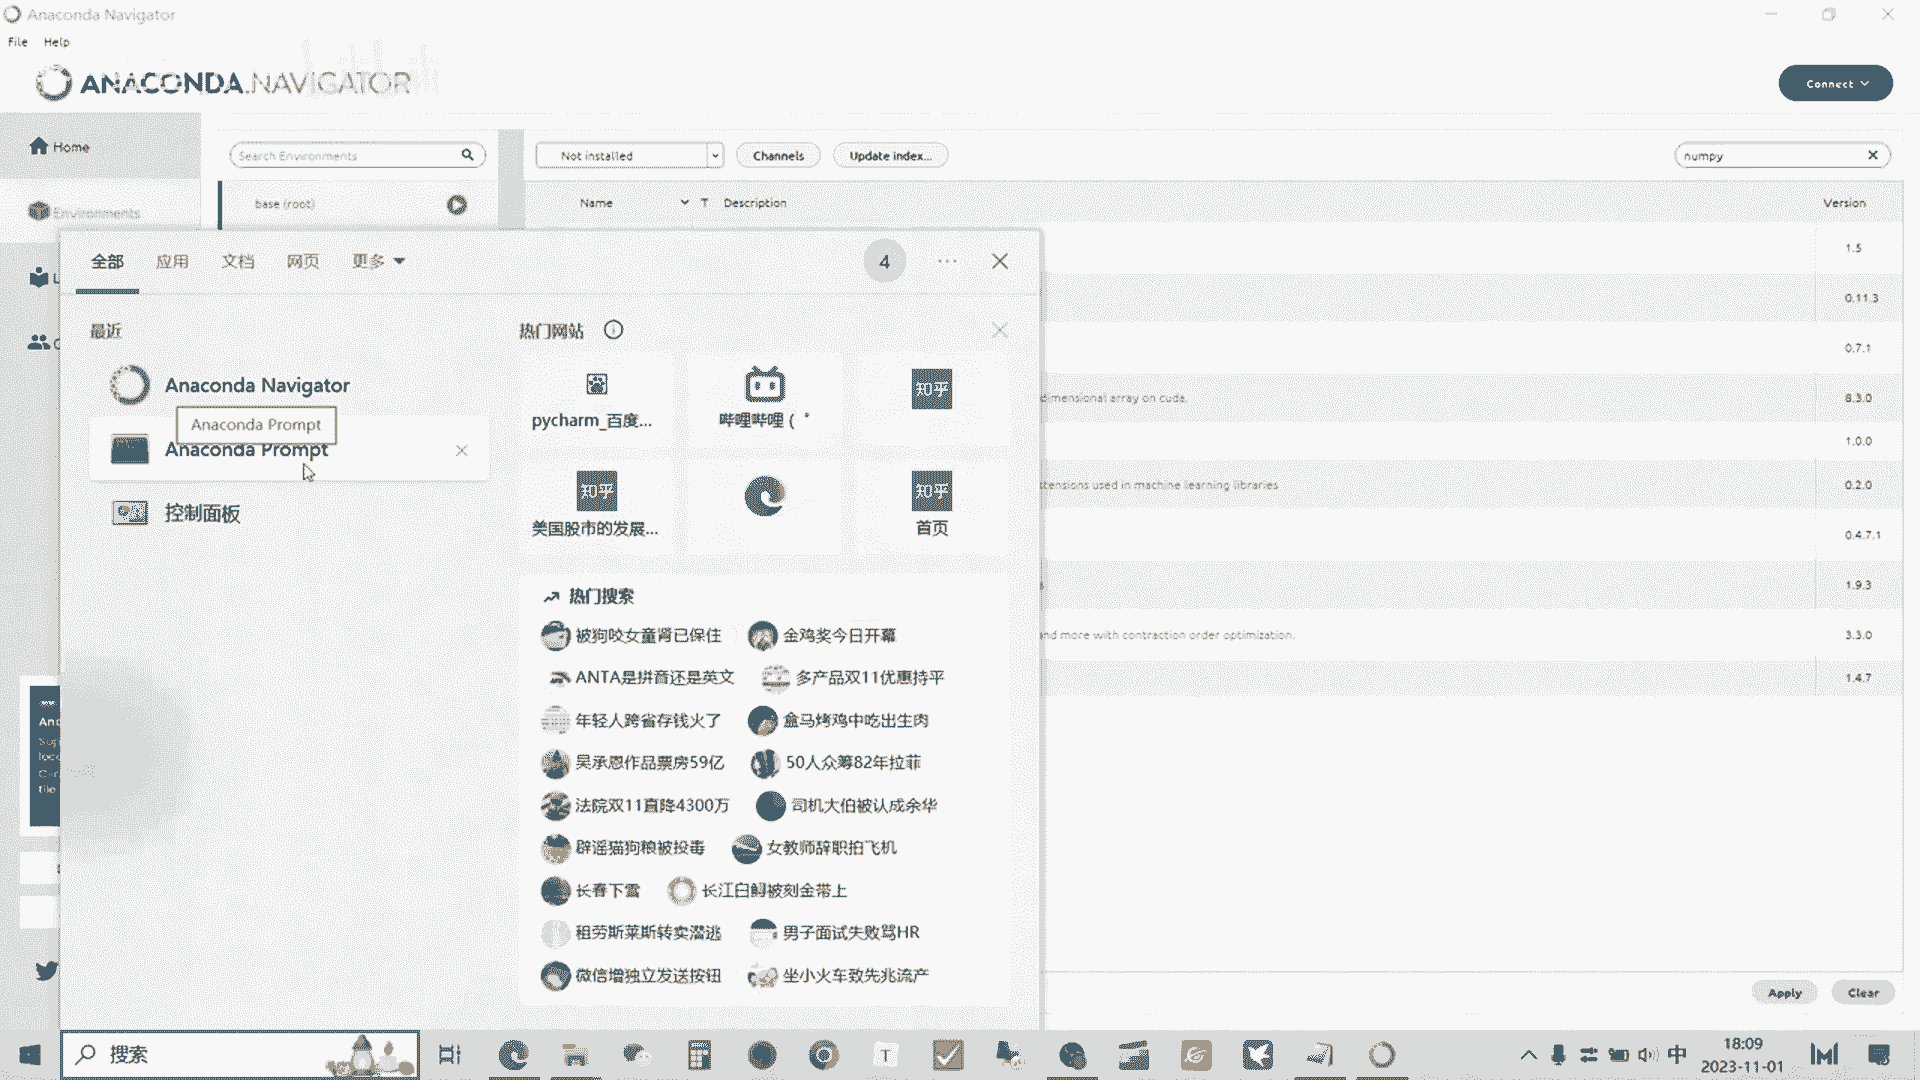 Anaconda Navigator
File Help
ANACONDA.NAVIGATOR
Connect
Home
Search Environments
Not installed
Channels
Update index...
numpy
base (root)
Name T Description Version
Environments
1.5
0.11.3
0.7.1
dimensional array on cuda. 8.3.0
1.0.0
tensions used in machine learning libraries 0.2.0
0.4.7.1
1.9.3
nd more with contraction order optimization. 3.3.0
1.4.7
全部 应用 文档 网页 更多
4
最近
Anaconda Navigator
Anaconda Prompt
Anaconda Prompt
控制面板
热门网站
pycharm_百度...
哔哩哔哩 ( ゜
知乎
知乎
美国股市的发展...
知乎
首页
热门搜索
被狗咬女童肾已保住 金鸡奖今日开幕
ANTA是拼音还是英文 多产品双11优惠持平
年轻人跨省存钱火了 盒马烤鸡中吃出生肉
吴承恩作品票房59亿 50人众筹82年拉菲
法院双11直降4300万 司机大伯被认成余华
辟谣猫狗粮被投毒 女教师辞职拍飞机
长春下雪 长江白鲟被刻金带上
租劳斯莱斯转卖潜逃 男子面试失败骂HR
微信增独立发送按钮 坐小火车致先兆流产
Apply
Clear
搜索
T
中
18:09
2023-11-01